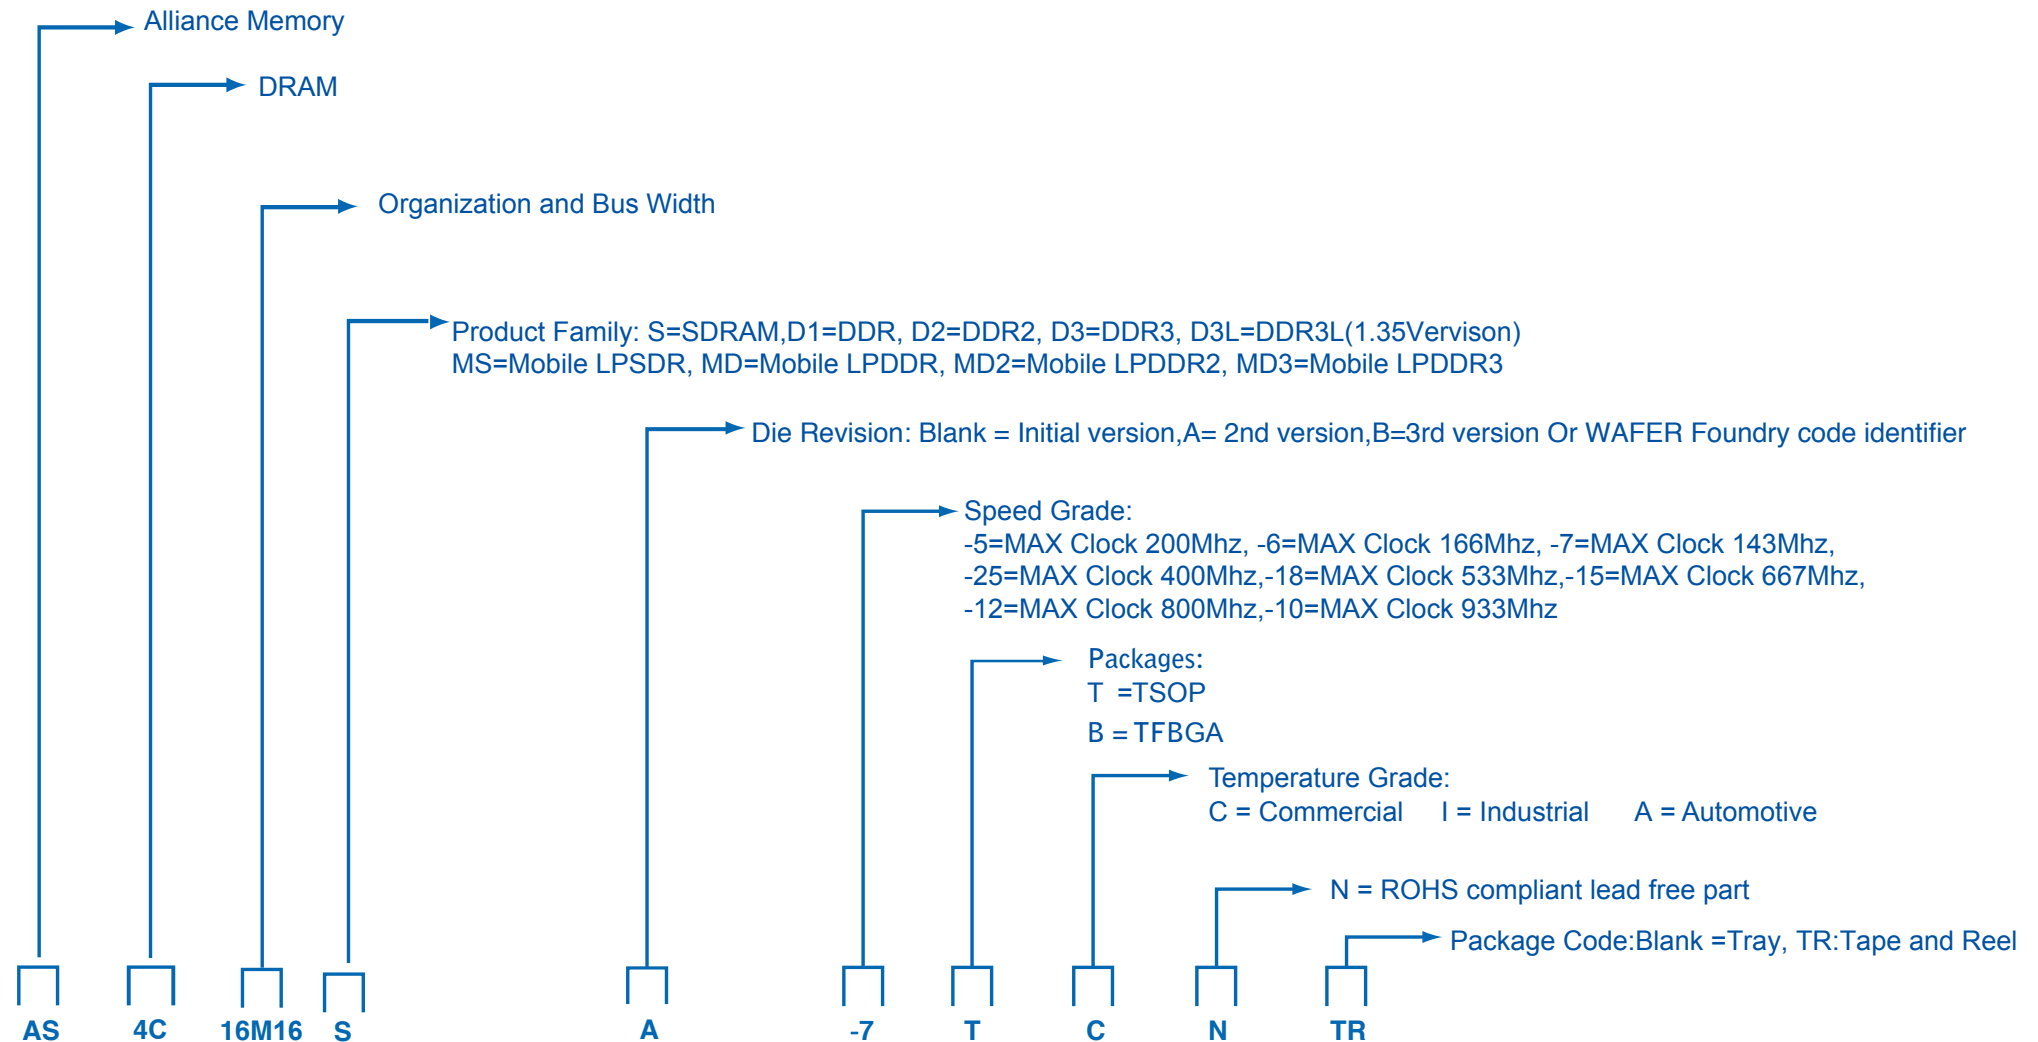 Alliance Memory
DRAM
Organization and Bus Width
Product Family: S=SDRAM,D1=DDR, D2=DDR2, D3=DDR3, D3L=DDR3L(1.35Vervison)
MS=Mobile LPSDR, MD=Mobile LPDDR, MD2=Mobile LPDDR2, MD3=Mobile LPDDR3
Die Revision: Blank = Initial version,A= 2nd version,B=3rd version Or WAFER Foundry code identifier
Speed Grade:
-5=MAX Clock 200Mhz, -6=MAX Clock 166Mhz, -7=MAX Clock 143Mhz,
-25=MAX Clock 400Mhz,-18=MAX Clock 533Mhz,-15=MAX Clock 667Mhz,
-12=MAX Clock 800Mhz,-10=MAX Clock 933Mhz
Packages:
T =TSOP
B = TFBGA
Temperature Grade:
C = Commercial I = Industrial A = Automotive
N = ROHS compliant lead free part
Package Code:Blank =Tray, TR:Tape and Reel
AS 4C 16M16 S A -7 T C N TR